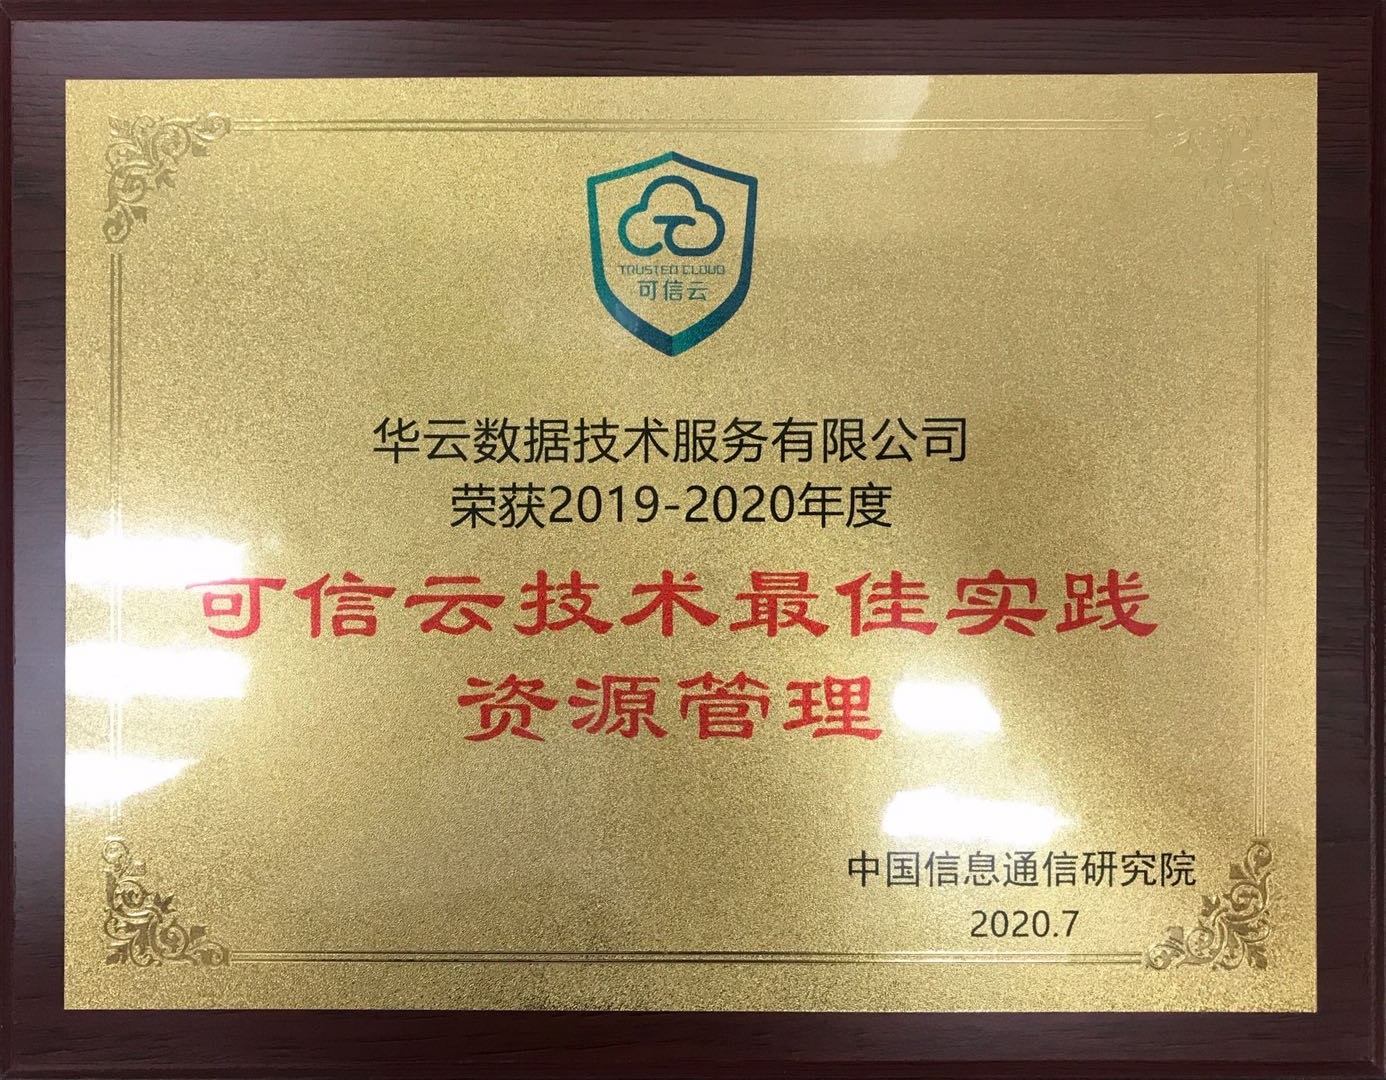 TRUSTED CLOUD
可信云
华云数据技术服务有限公司
荣获2019-2020年度
可信云技术最佳实践
资源管理
中国信息通信研究院
2020.7